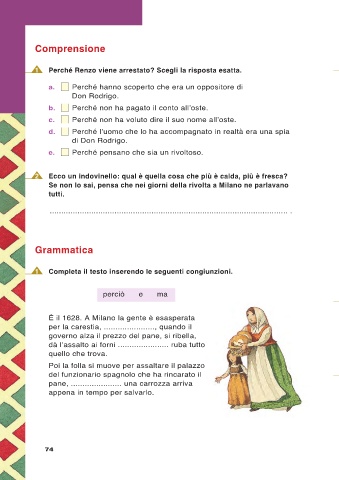 Comprensione
1 Perché Renzo viene arrestato? Scegli la risposta esatta.
a. Perché hanno scoperto che era un oppositore di
Don Rodrigo.
b. Perché non ha pagato il conto all'oste.
c. Perché non ha voluto dire il suo nome all'oste.
d. Perché l'uomo che lo ha accompagnato in realtà era una spia
di Don Rodrigo.
e. Perché pensano che sia un rivoltoso.
2 Ecco un indovinello: qual è quella cosa che più è calda, più è fresca?
Se non lo sai, pensa che nei giorni della rivolta a Milano ne parlavano
tutti.
.......................................................................................................... .
Grammatica
1 Completa il testo inserendo le seguenti congiunzioni.
perciò e ma
È il 1628. A Milano la gente è esasperata
per la carestia, ......................, quando il
governo alza il prezzo del pane, si ribella,
dà l'assalto ai forni ...................... ruba tutto
quello che trova.
Poi la folla si muove per assaltare il palazzo
del funzionario spagnolo che ha rincarato il
pane, ...................... una carrozza arriva
appena in tempo per salvarlo.
74